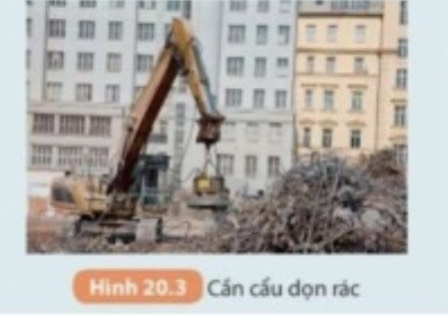 Hình 20.3 Cần cẩu dọn rác